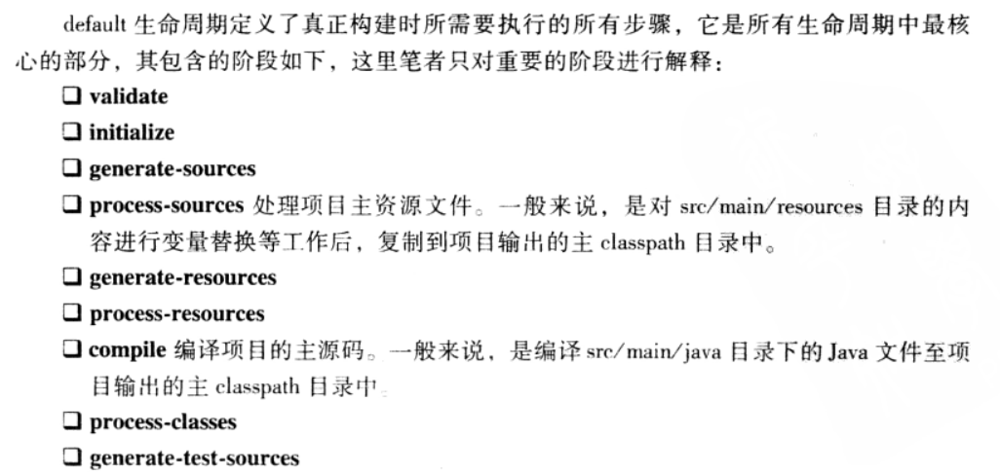 default 生命周期定义了真正构建时所需要执行的所有步骤，它是所有生命周期中最核
心的部分，其包含的阶段如下，这里笔者只对重要的阶段进行解释：
❑ validate
❑ initialize
❑ generate-sources
❑ process-sources 处理项目主资源文件。一般来说，是对 src/main/resources 目录的内
容进行变量替换等工作后，复制到项目输出的主 classpath 目录中。
❑ generate-resources
❑ process-resources
❑ compile 编译项目的主源码。一般来说，是编译 src/main/java 目录下的 Java 文件至项
目输出的主 classpath 目录中。
❑ process-classes
❑ generate-test-sources